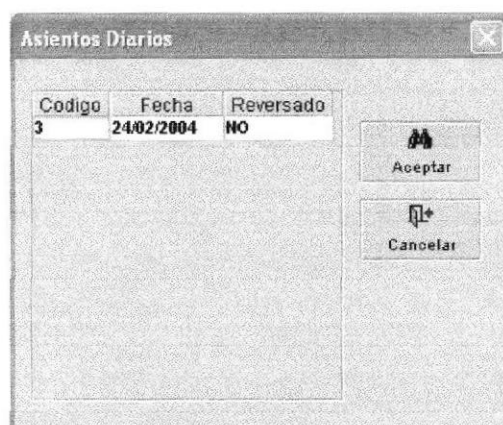 Asientos Diarios
Codigo Fecha Reversado
3 24/02/2004 NO
Aceptar
Cancelar